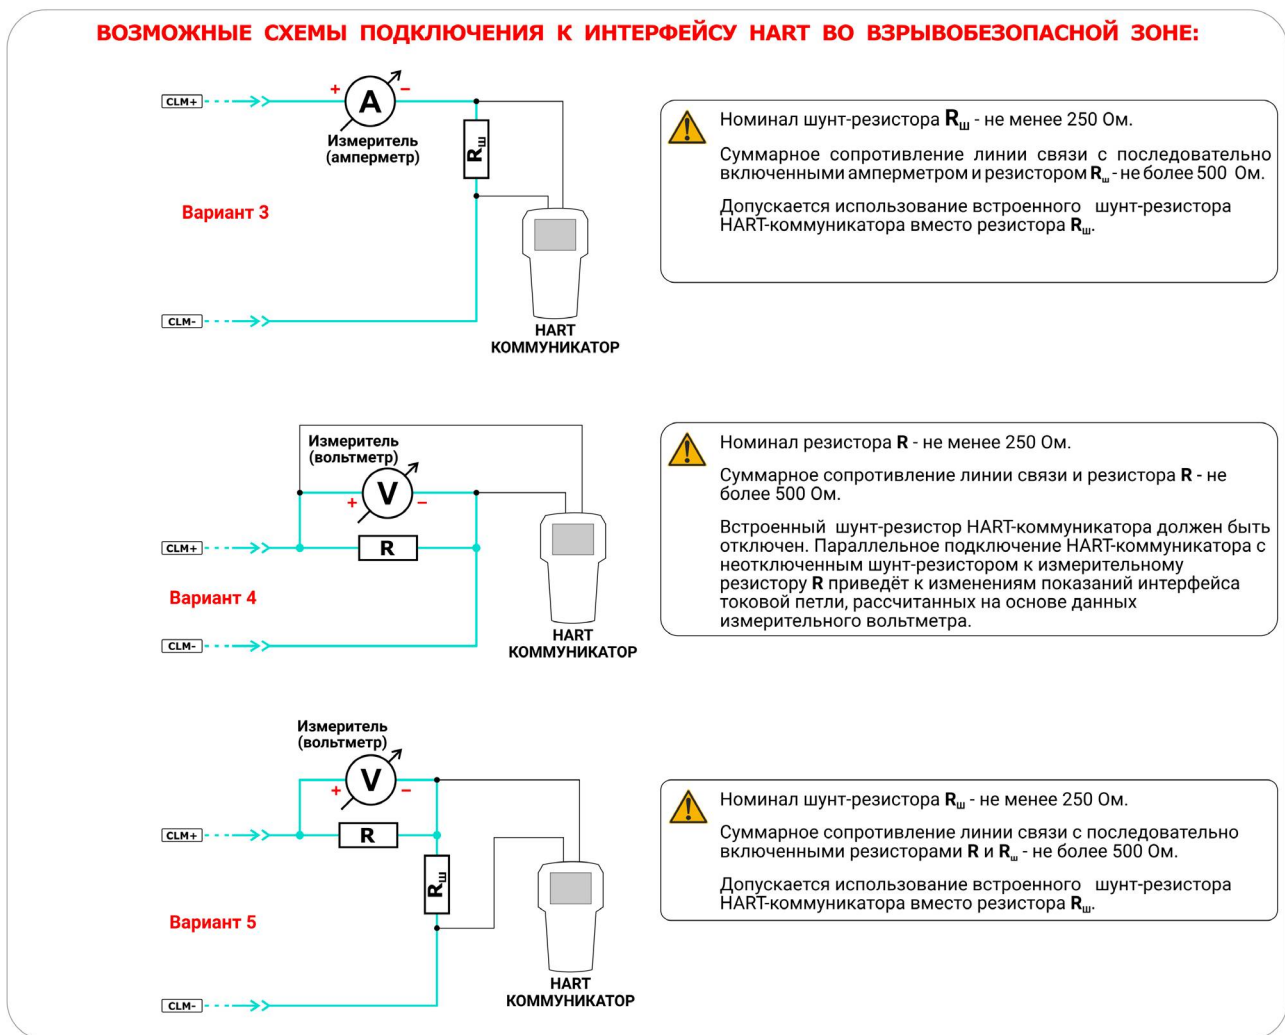 ВОЗМОЖНЫЕ СХЕМЫ ПОДКЛЮЧЕНИЯ К ИНТЕРФЕЙСУ HART ВО ВЗРЫВОБЕЗОПАСНОЙ ЗОНЕ:
CLM+
+
A
−
Измеритель
(амперметр)
Rш
Вариант 3
CLM-
HART
КОММУНИКАТОР
Номинал шунт-резистора Rш - не менее 250 Ом.
Суммарное сопротивление линии связи с последовательно
включенными амперметром и резистором Rш - не более 500 Ом.
Допускается использование встроенного шунт-резистора
HART-коммуникатора вместо резистора Rш.
Измеритель
(вольтметр)
+
V
−
CLM+
R
Вариант 4
CLM-
HART
КОММУНИКАТОР
Номинал резистора R - не менее 250 Ом.
Суммарное сопротивление линии связи и резистора R - не
более 500 Ом.
Встроенный шунт-резистор HART-коммуникатора должен быть
отключен. Параллельное подключение HART-коммуникатора с
неотключенным шунт-резистором к измерительному
резистору R приведёт к изменениям показаний интерфейса
токовой петли, рассчитанных на основе данных
измерительного вольтметра.
Измеритель
(вольтметр)
+
V
−
CLM+
R
Rш
Вариант 5
CLM-
HART
КОММУНИКАТОР
Номинал шунт-резистора Rш - не менее 250 Ом.
Суммарное сопротивление линии связи с последовательно
включенными резисторами R и Rш - не более 500 Ом.
Допускается использование встроенного шунт-резистора
HART-коммуникатора вместо резистора Rш.